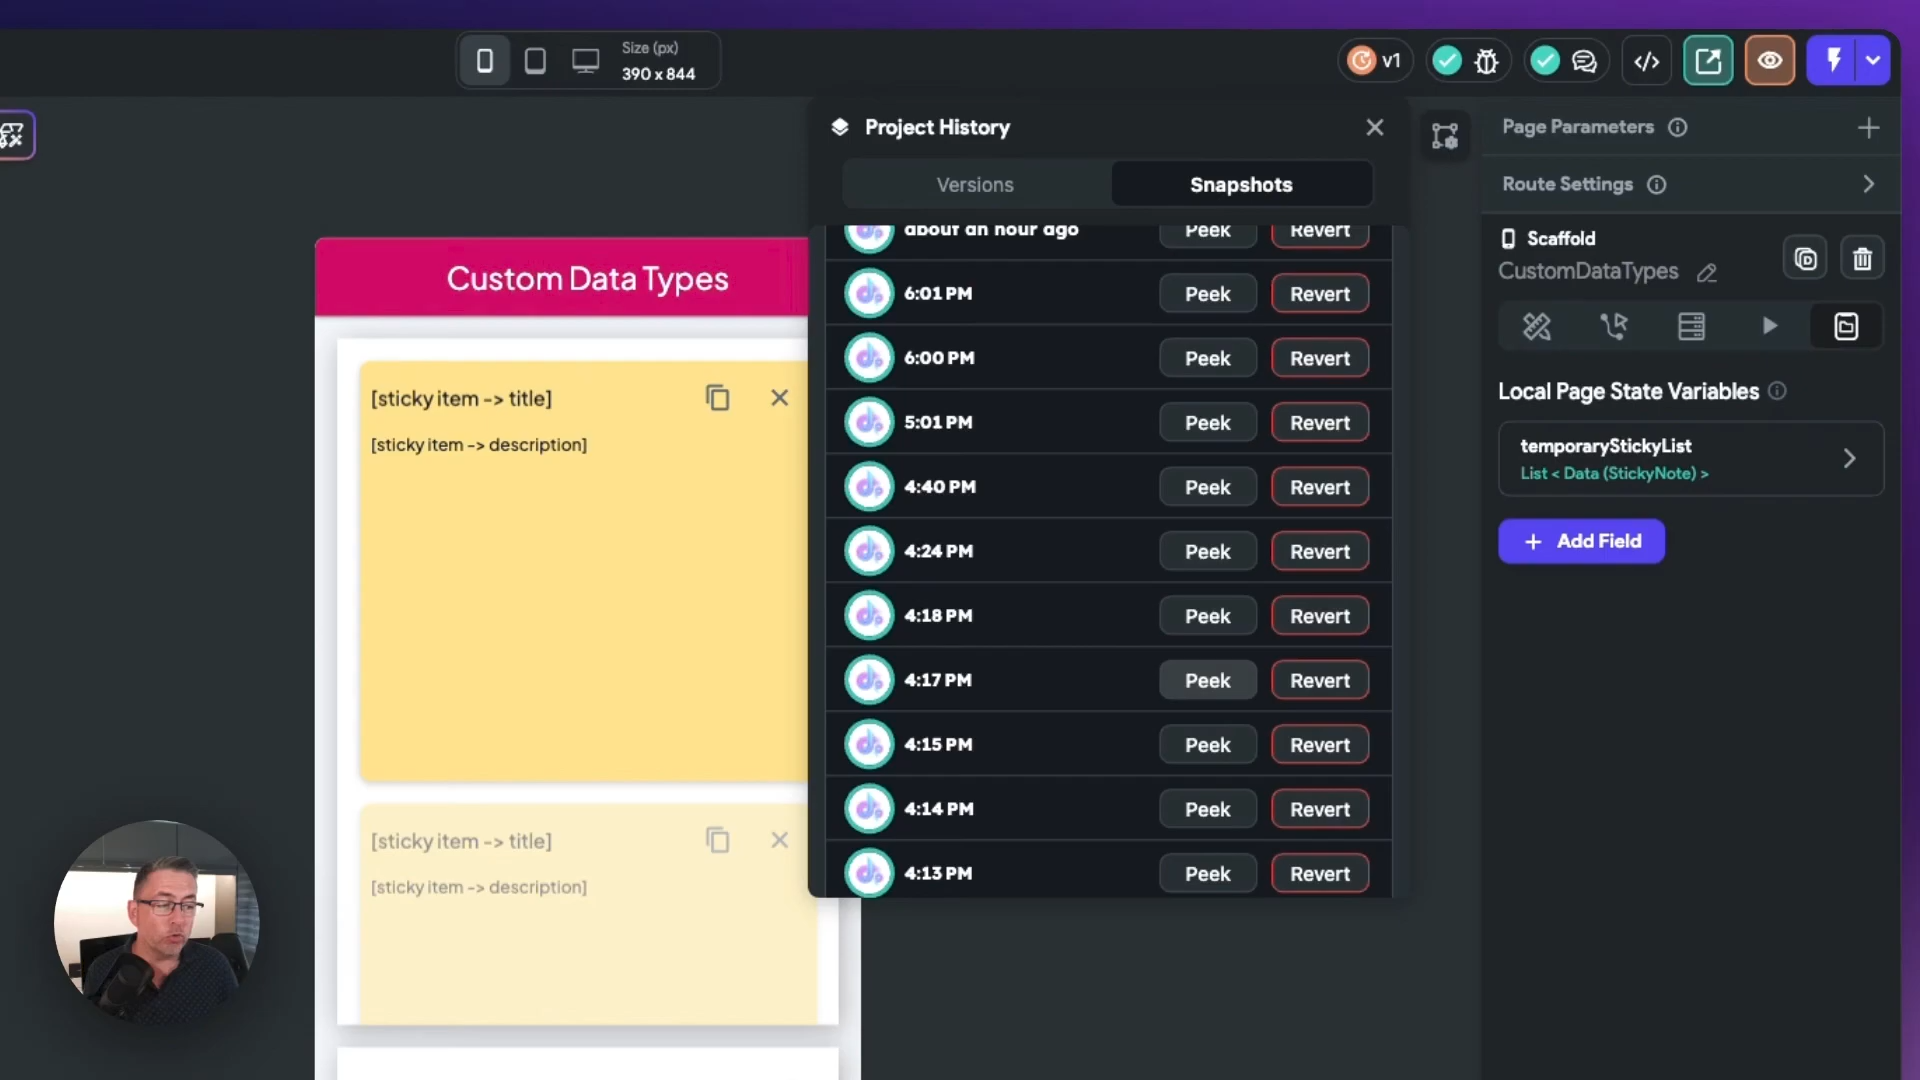 Size (px)
390 x 844
v1
Project History
Versions
Snapshots
about an hour ago
Peek
Revert
6:01 PM
Peek
Revert
6:00 PM
Peek
Revert
5:01 PM
Peek
Revert
4:40 PM
Peek
Revert
4:24 PM
Peek
Revert
4:18 PM
Peek
Revert
4:17 PM
Peek
Revert
4:15 PM
Peek
Revert
4:14 PM
Peek
Revert
4:13 PM
Peek
Revert
Custom Data Types
[sticky item -> title]
[sticky item -> description]
[sticky item -> title]
[sticky item -> description]
Page Parameters
Route Settings
Scaffold
CustomDataTypes
Local Page State Variables
temporaryStickyList
List < Data (StickyNote) >
+ Add Field